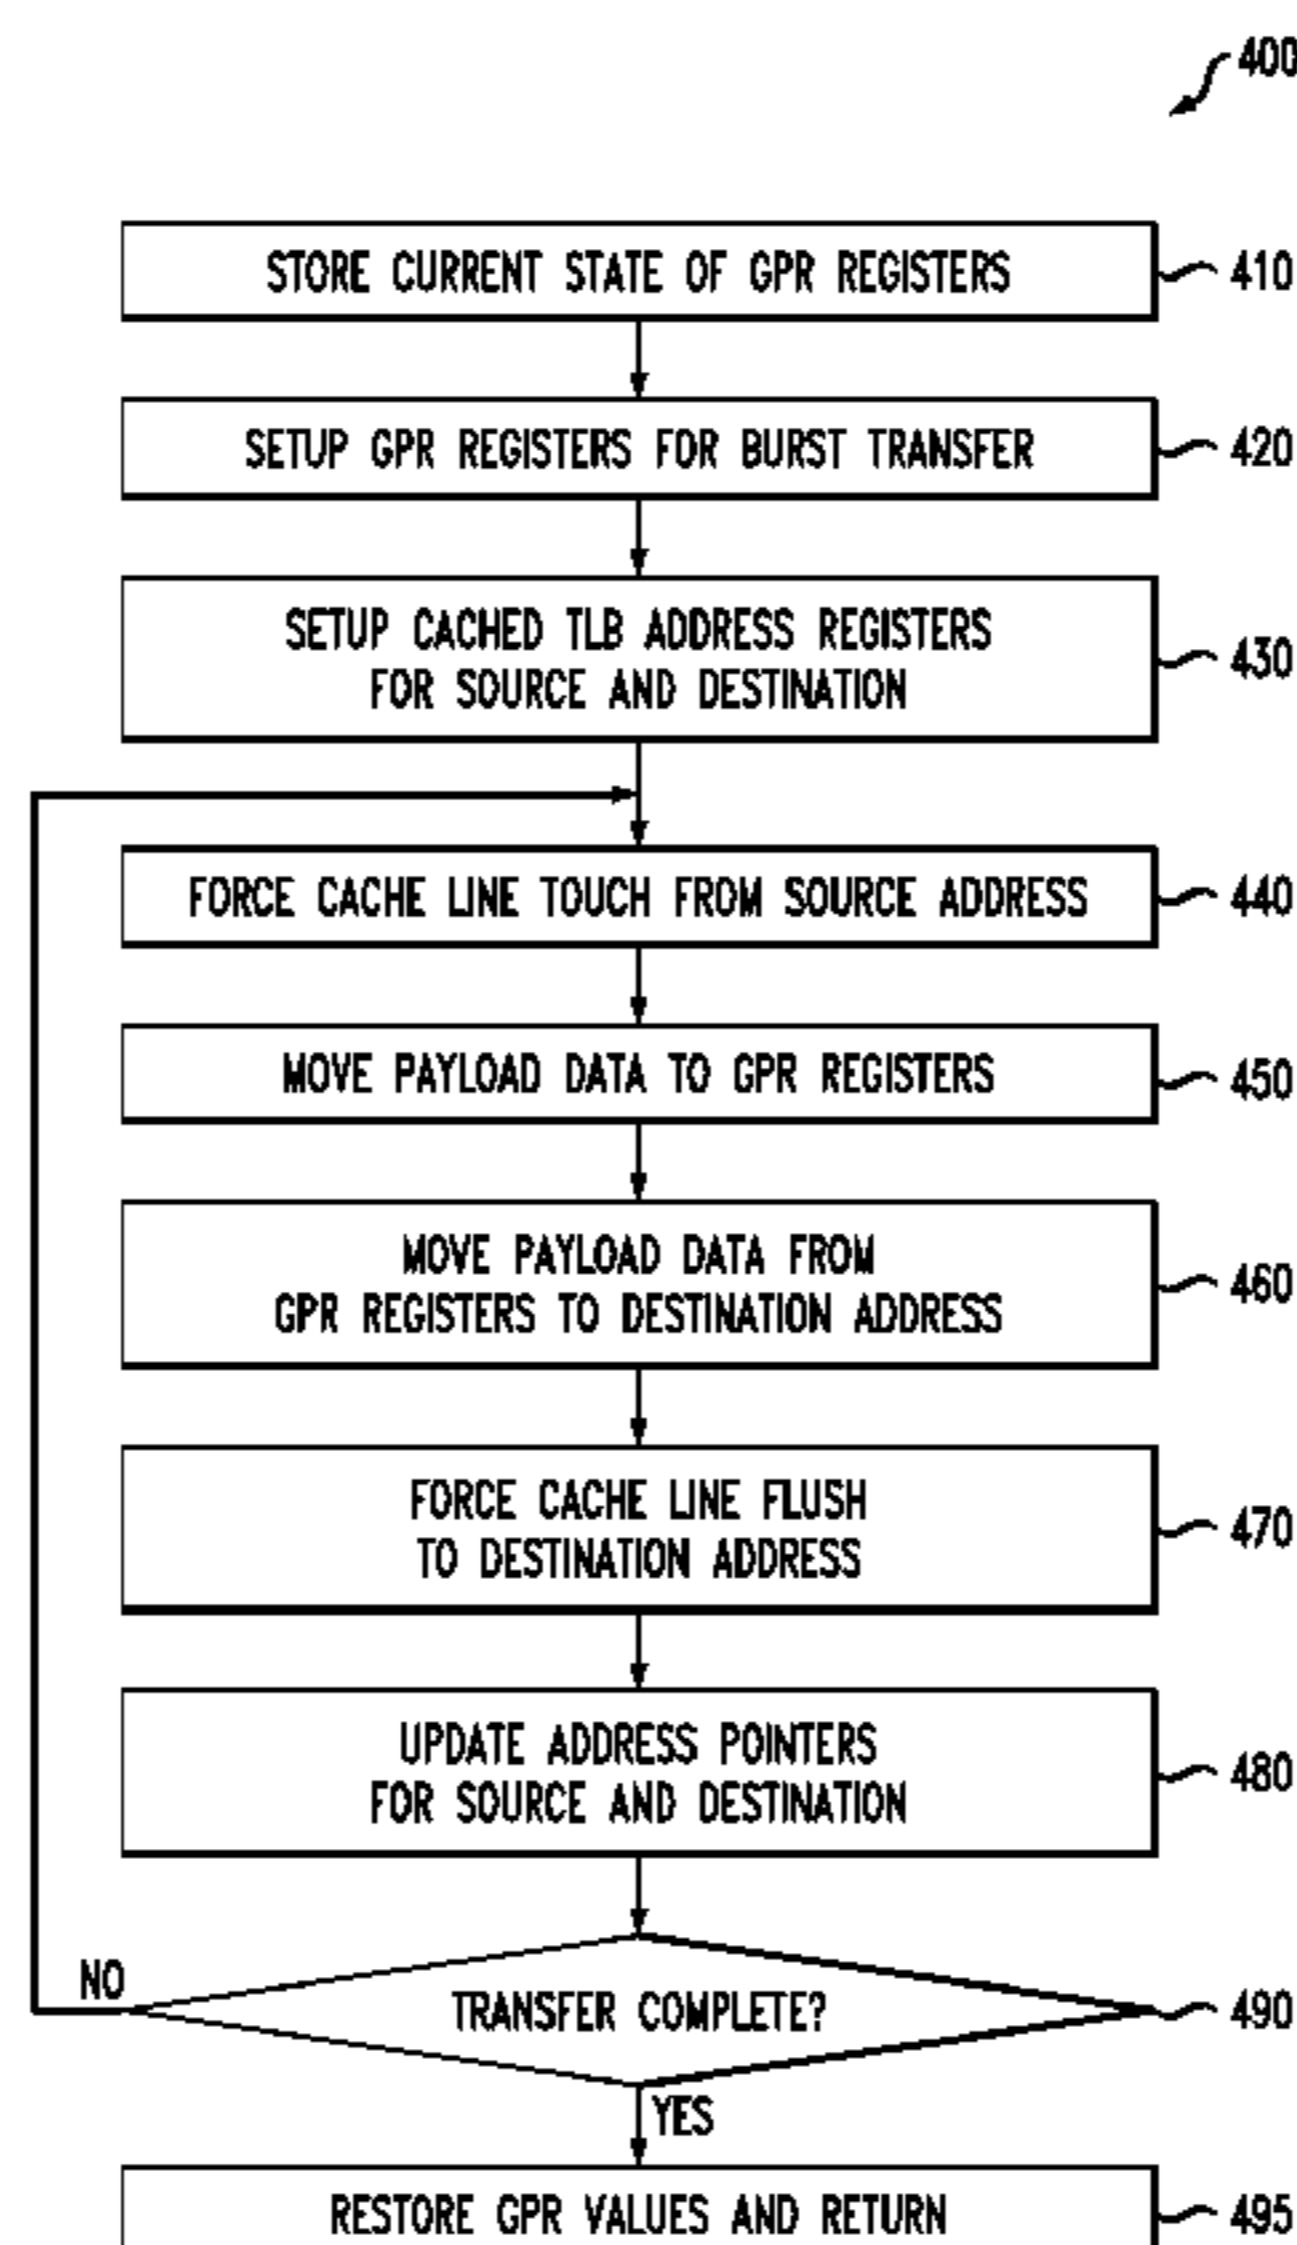 400
STORE CURRENT STATE OF GPR REGISTERS
410
SETUP GPR REGISTERS FOR BURST TRANSFER
420
SETUP CACHED TLB ADDRESS REGISTERS
FOR SOURCE AND DESTINATION
430
FORCE CACHE LINE TOUCH FROM SOURCE ADDRESS
440
MOVE PAYLOAD DATA TO GPR REGISTERS
450
MOVE PAYLOAD DATA FROM
GPR REGISTERS TO DESTINATION ADDRESS
460
FORCE CACHE LINE FLUSH
TO DESTINATION ADDRESS
470
UPDATE ADDRESS POINTERS
FOR SOURCE AND DESTINATION
480
NO
TRANSFER COMPLETE?
490
YES
RESTORE GPR VALUES AND RETURN
495